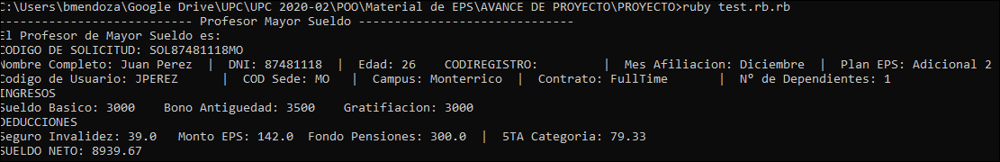 C:\Users\bmendoza\Google Drive\UPC\UPC 2020-02\POO\Material de EPS\AVANCE DE PROYECTO\PROYECTO>ruby test.rb.rb
--------------------------- Profesor Mayor Sueldo ------------------------------
El Profesor de Mayor Sueldo es:
CODIGO DE SOLICITUD: SOL87481118MO
Nombre Completo: Juan Perez | DNI: 87481118 | Edad: 26 CODIREGISTRO: | Mes Afiliacion: Diciembre | Plan EPS: Adicional 2
Codigo de Usuario: JPEREZ | COD Sede: MO | Campus: Monterrico | Contrato: FullTime | Nº de Dependientes: 1
INGRESOS
Sueldo Basico: 3000 Bono Antiguedad: 3500 Gratifiacion: 3000
DEDUCCIONES
Seguro Invalidez: 39.0 Monto EPS: 142.0 Fondo Pensiones: 300.0 | 5TA Categoria: 79.33
SUELDO NETO: 8939.67